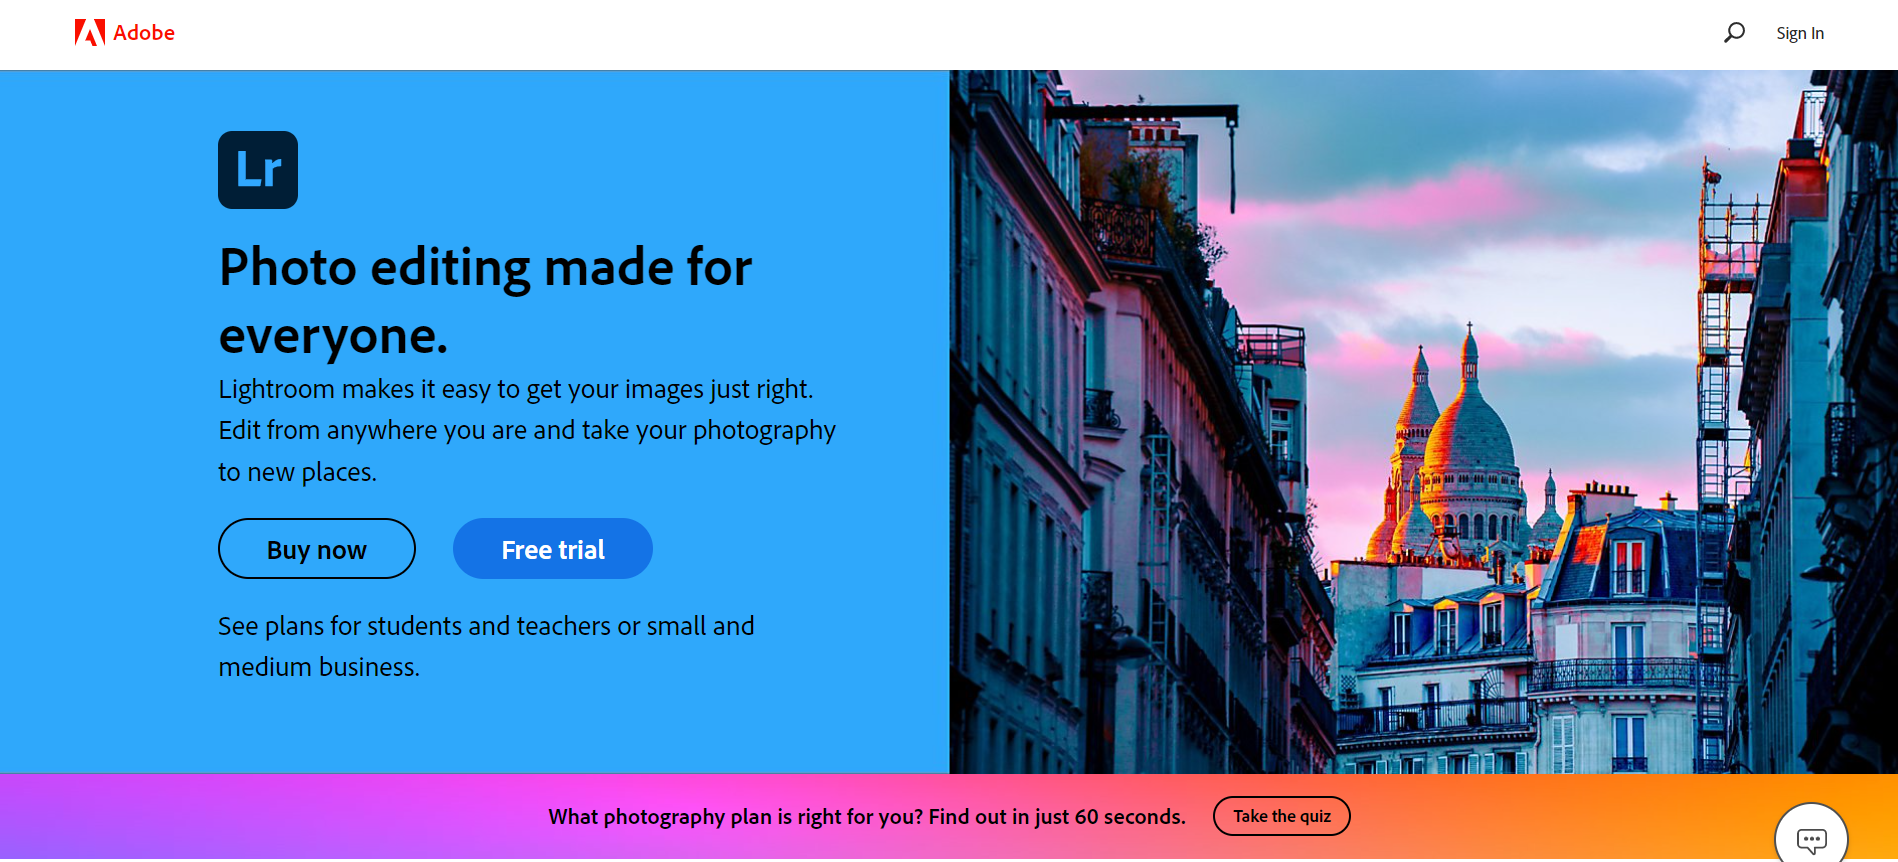 Adobe
Sign In
Lr
Photo editing made for
everyone.
Lightroom makes it easy to get your images just right.
Edit from anywhere you are and take your photography
to new places.
Buy now
Free trial
See plans for students and teachers or small and
medium business.
What photography plan is right for you? Find out in just 60 seconds.
Take the quiz